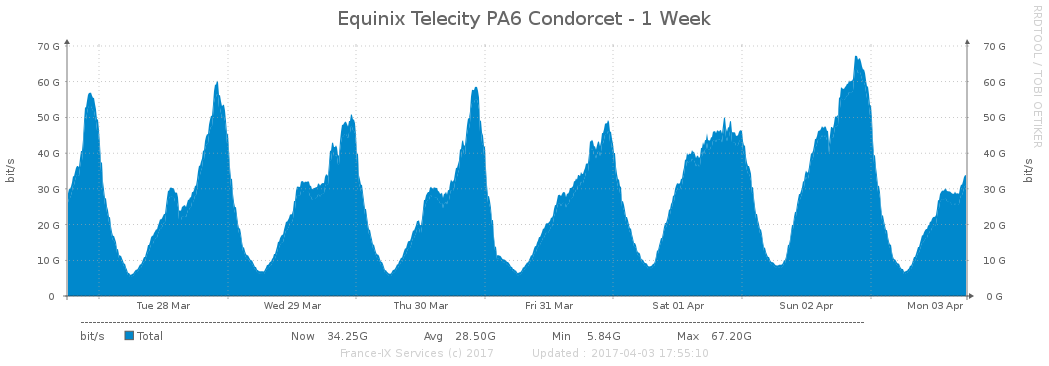 Equinix Telecity PA6 Condorcet - 1 Week
RRDTOOL / TOBI OETIKER
bit/s
70 G
60 G
50 G
40 G
30 G
20 G
10 G
0
70 G
60 G
50 G
40 G
30 G
20 G
10 G
0 G
bit/s
Tue 28 Mar Wed 29 Mar Thu 30 Mar Fri 31 Mar Sat 01 Apr Sun 02 Apr Mon 03 Apr
bit/s Total Now 34.25G Avg 28.50G Min 5.84G Max 67.20G
France-IX Services (c) 2017 Updated : 2017-04-03 17:55:10